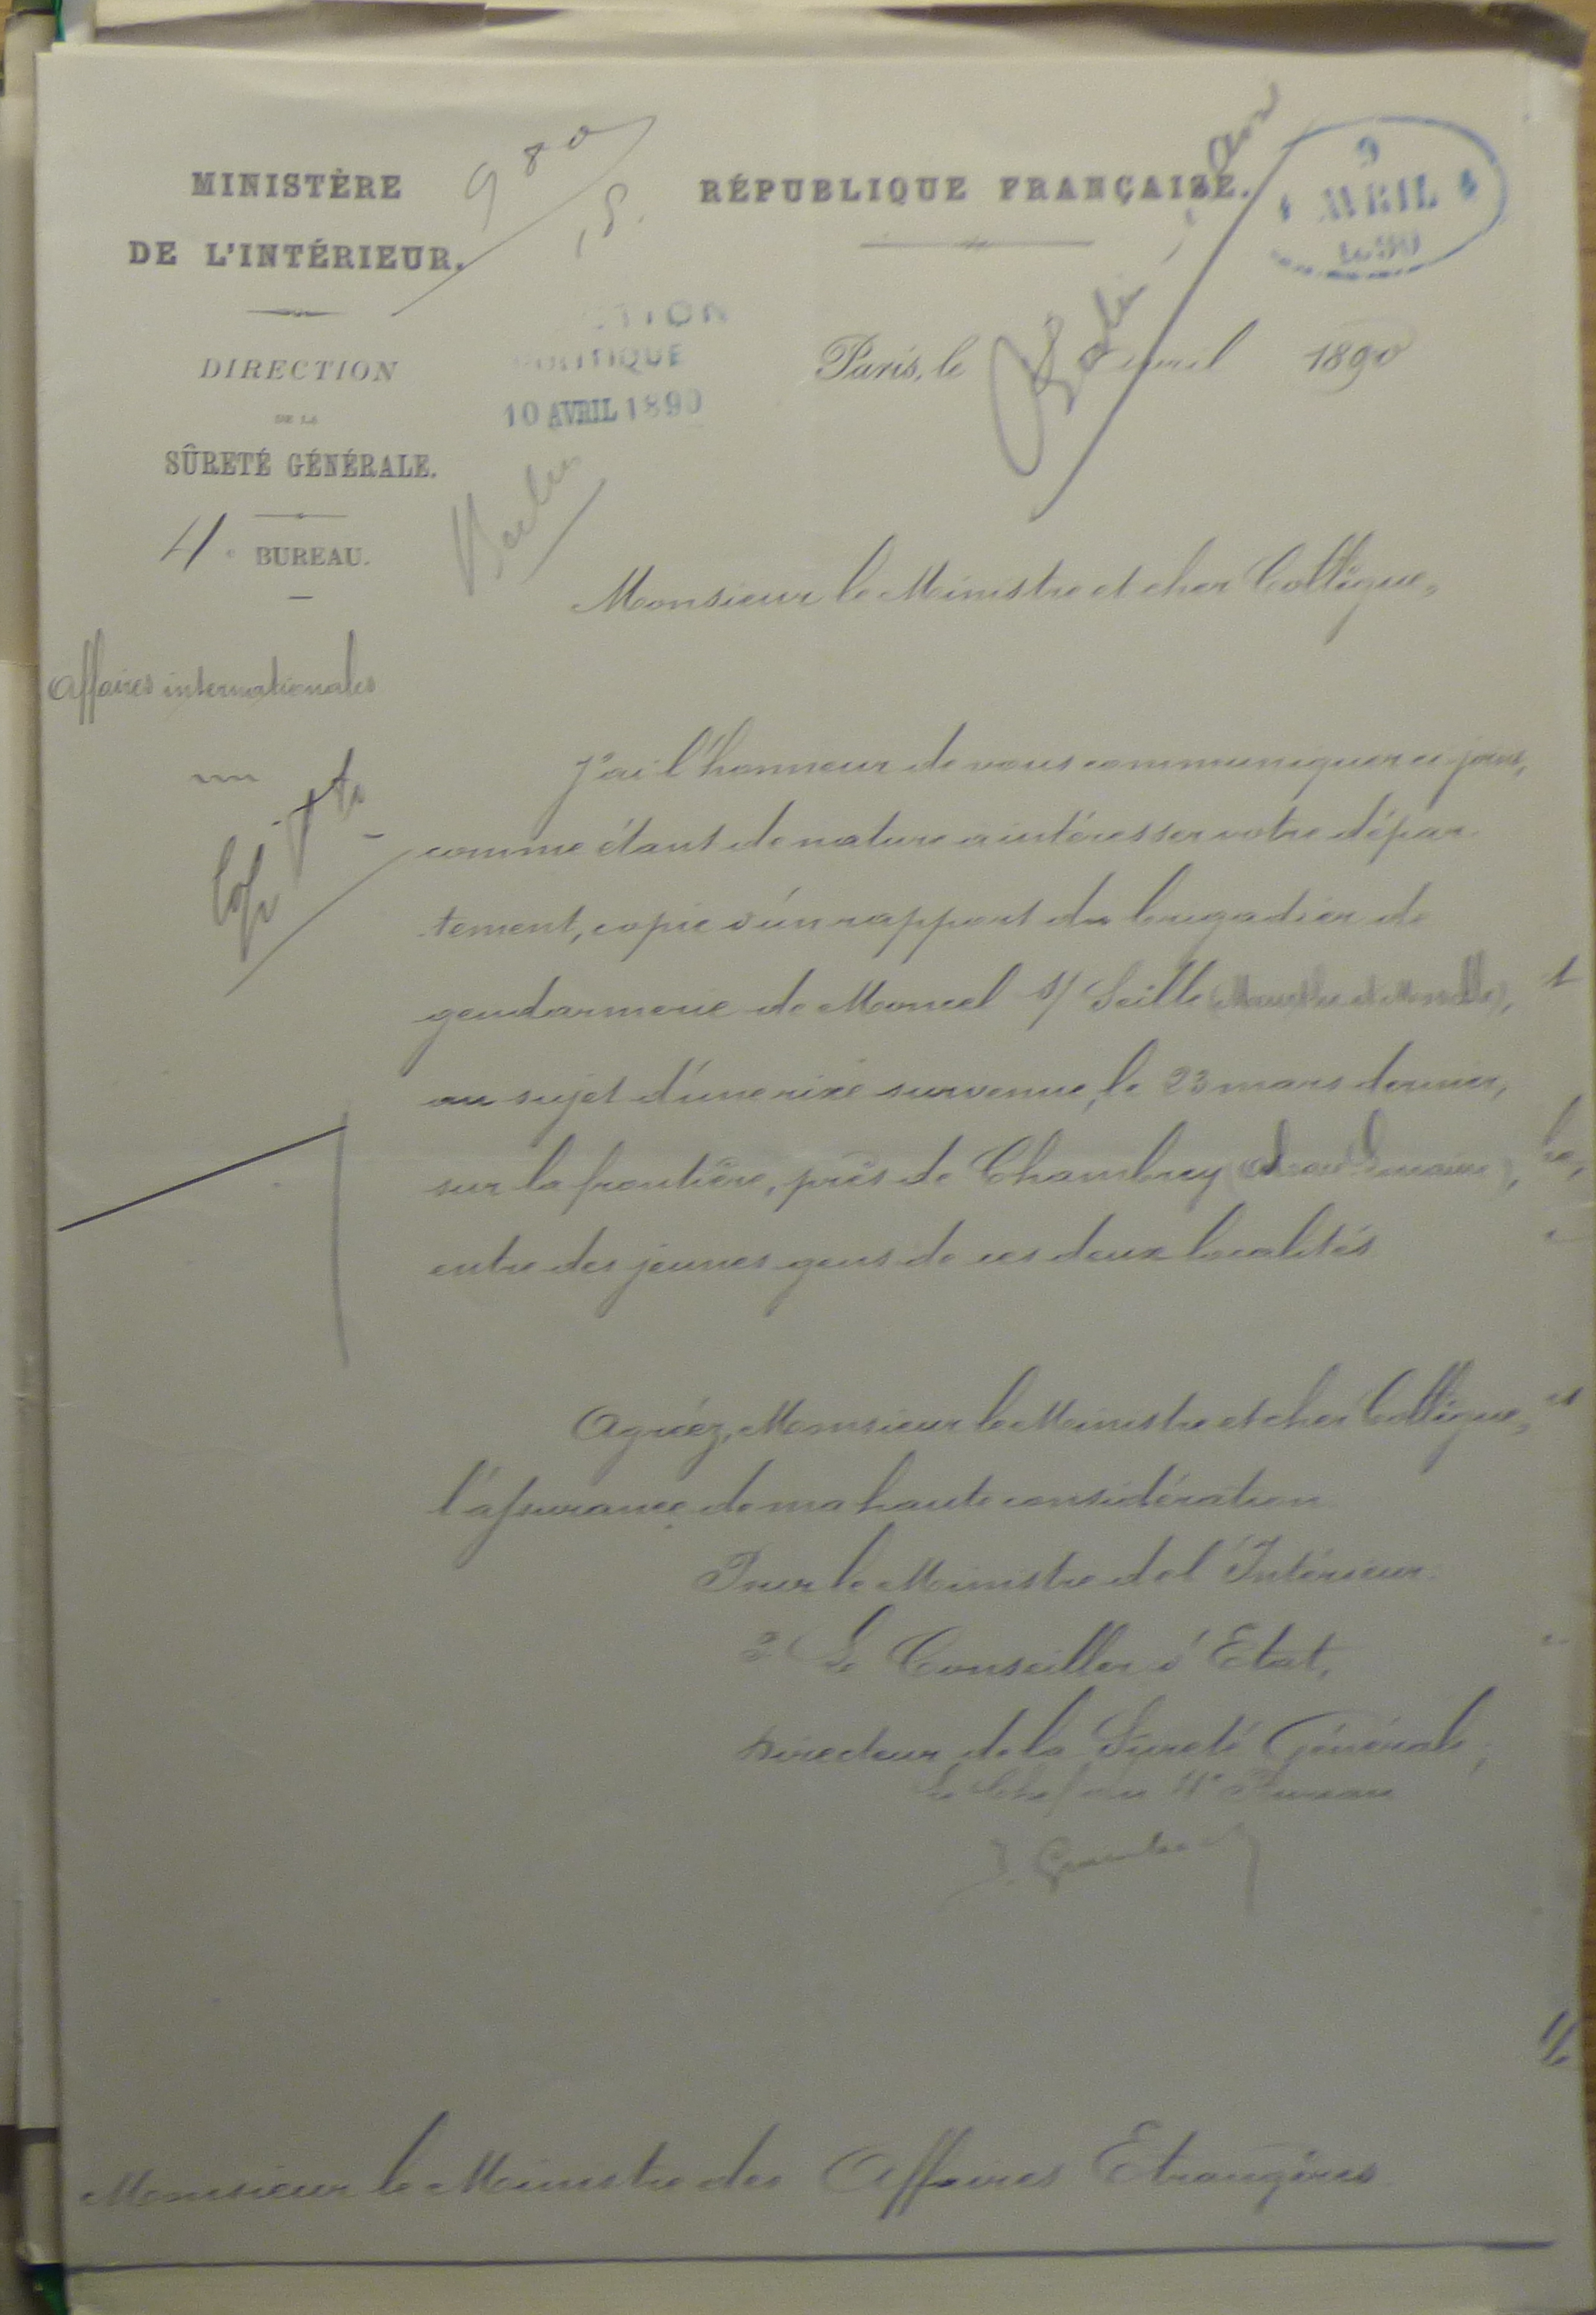 MINISTÈRE
DE L'INTÉRIEUR.
DIRECTION
DE LA
SÛRETÉ GÉNÉRALE.
4e BUREAU.
Affaires internationales
980
RÉPUBLIQUE FRANÇAISE.
9
AVRIL
1890
POLITIQUE
10 AVRIL 1890
Paris, le avril 1890
Monsieur le Ministre et cher Collègue,
J'ai l'honneur de vous communiquer ci-joint,
comme étant de nature à intéresser votre dépar-
tement, copie d'un rapport du brigadier de
gendarmerie de Moncel s/ Seille (Meurthe et Moselle),
au sujet d'une rixe survenue, le 23 mars dernier,
sur la frontière, près de Chambrey (Alsace Lorraine),
entre des jeunes gens de ces deux localités.
Agréez, Monsieur le Ministre et cher Collègue,
l'assurance de ma haute considération.
Pour le Ministre de l'Intérieur.
Le Conseiller d'Etat,
Directeur de la Sûreté Générale,
Le Chef du 4e Bureau
Monsieur le Ministre des Affaires Etrangères